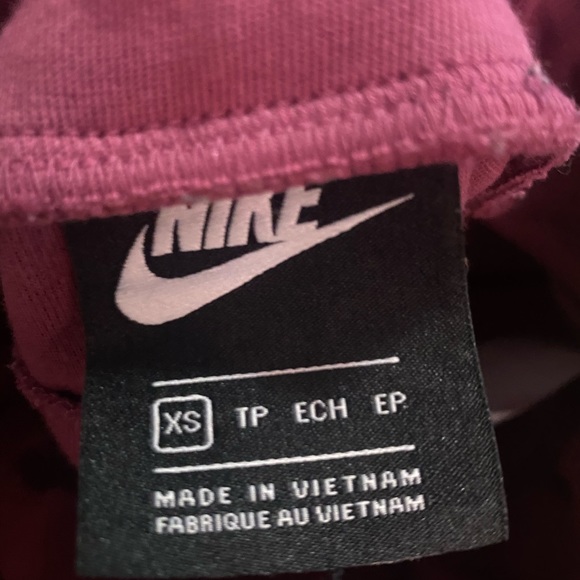 NIKE
XS TP ECH EP
MADE IN VIETNAM
FABRIQUE AU VIETNAM